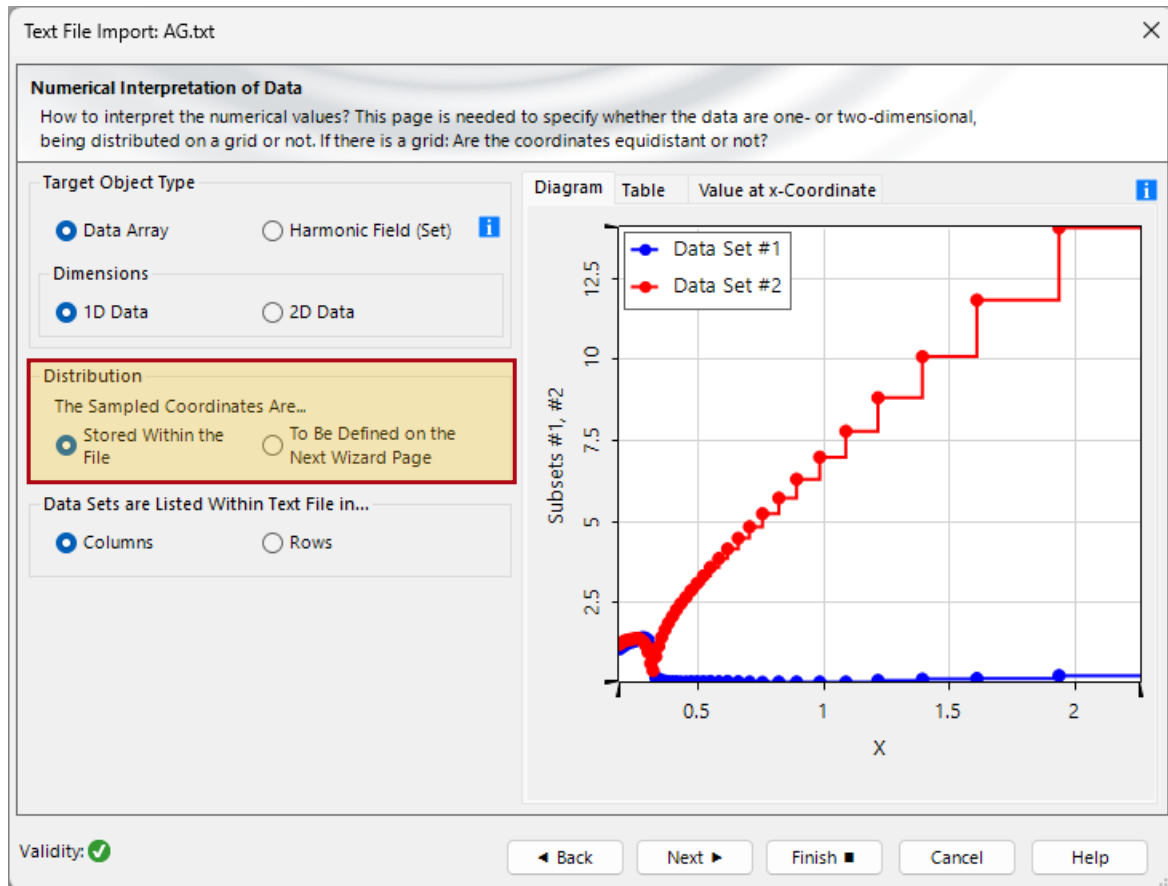 Text File Import: AG.txt
Numerical Interpretation of Data
How to interpret the numerical values? This page is needed to specify whether the data are one- or two-dimensional,
being distributed on a grid or not. If there is a grid: Are the coordinates equidistant or not?
Target Object Type
Data Array
Harmonic Field (Set)
Dimensions
1D Data
2D Data
Distribution
The Sampled Coordinates Are...
Stored Within the
File
To Be Defined on the
Next Wizard Page
Data Sets are Listed Within Text File in...
Columns
Rows
Diagram
Table
Value at x-Coordinate
Data Set #1
Data Set #2
Subsets #1, #2
12.5
10
7.5
5
2.5
0.5
1
1.5
2
X
Validity:
Back
Next
Finish
Cancel
Help